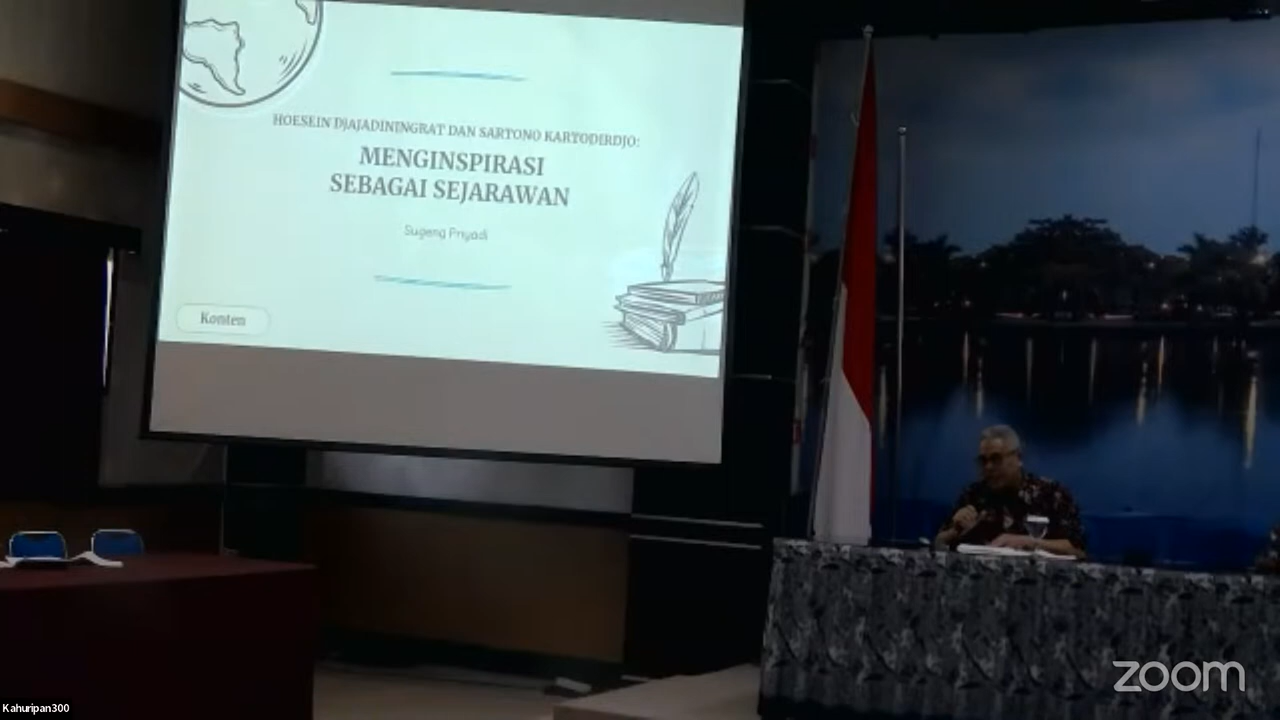 HOESEIN DJAJADININGRAT DAN SARTONO KARTODIRDJO:
MENGINSPIRASI
SEBAGAI SEJARAWAN
Sugeng Priyadi
Konten
zoom
Kahuripan300